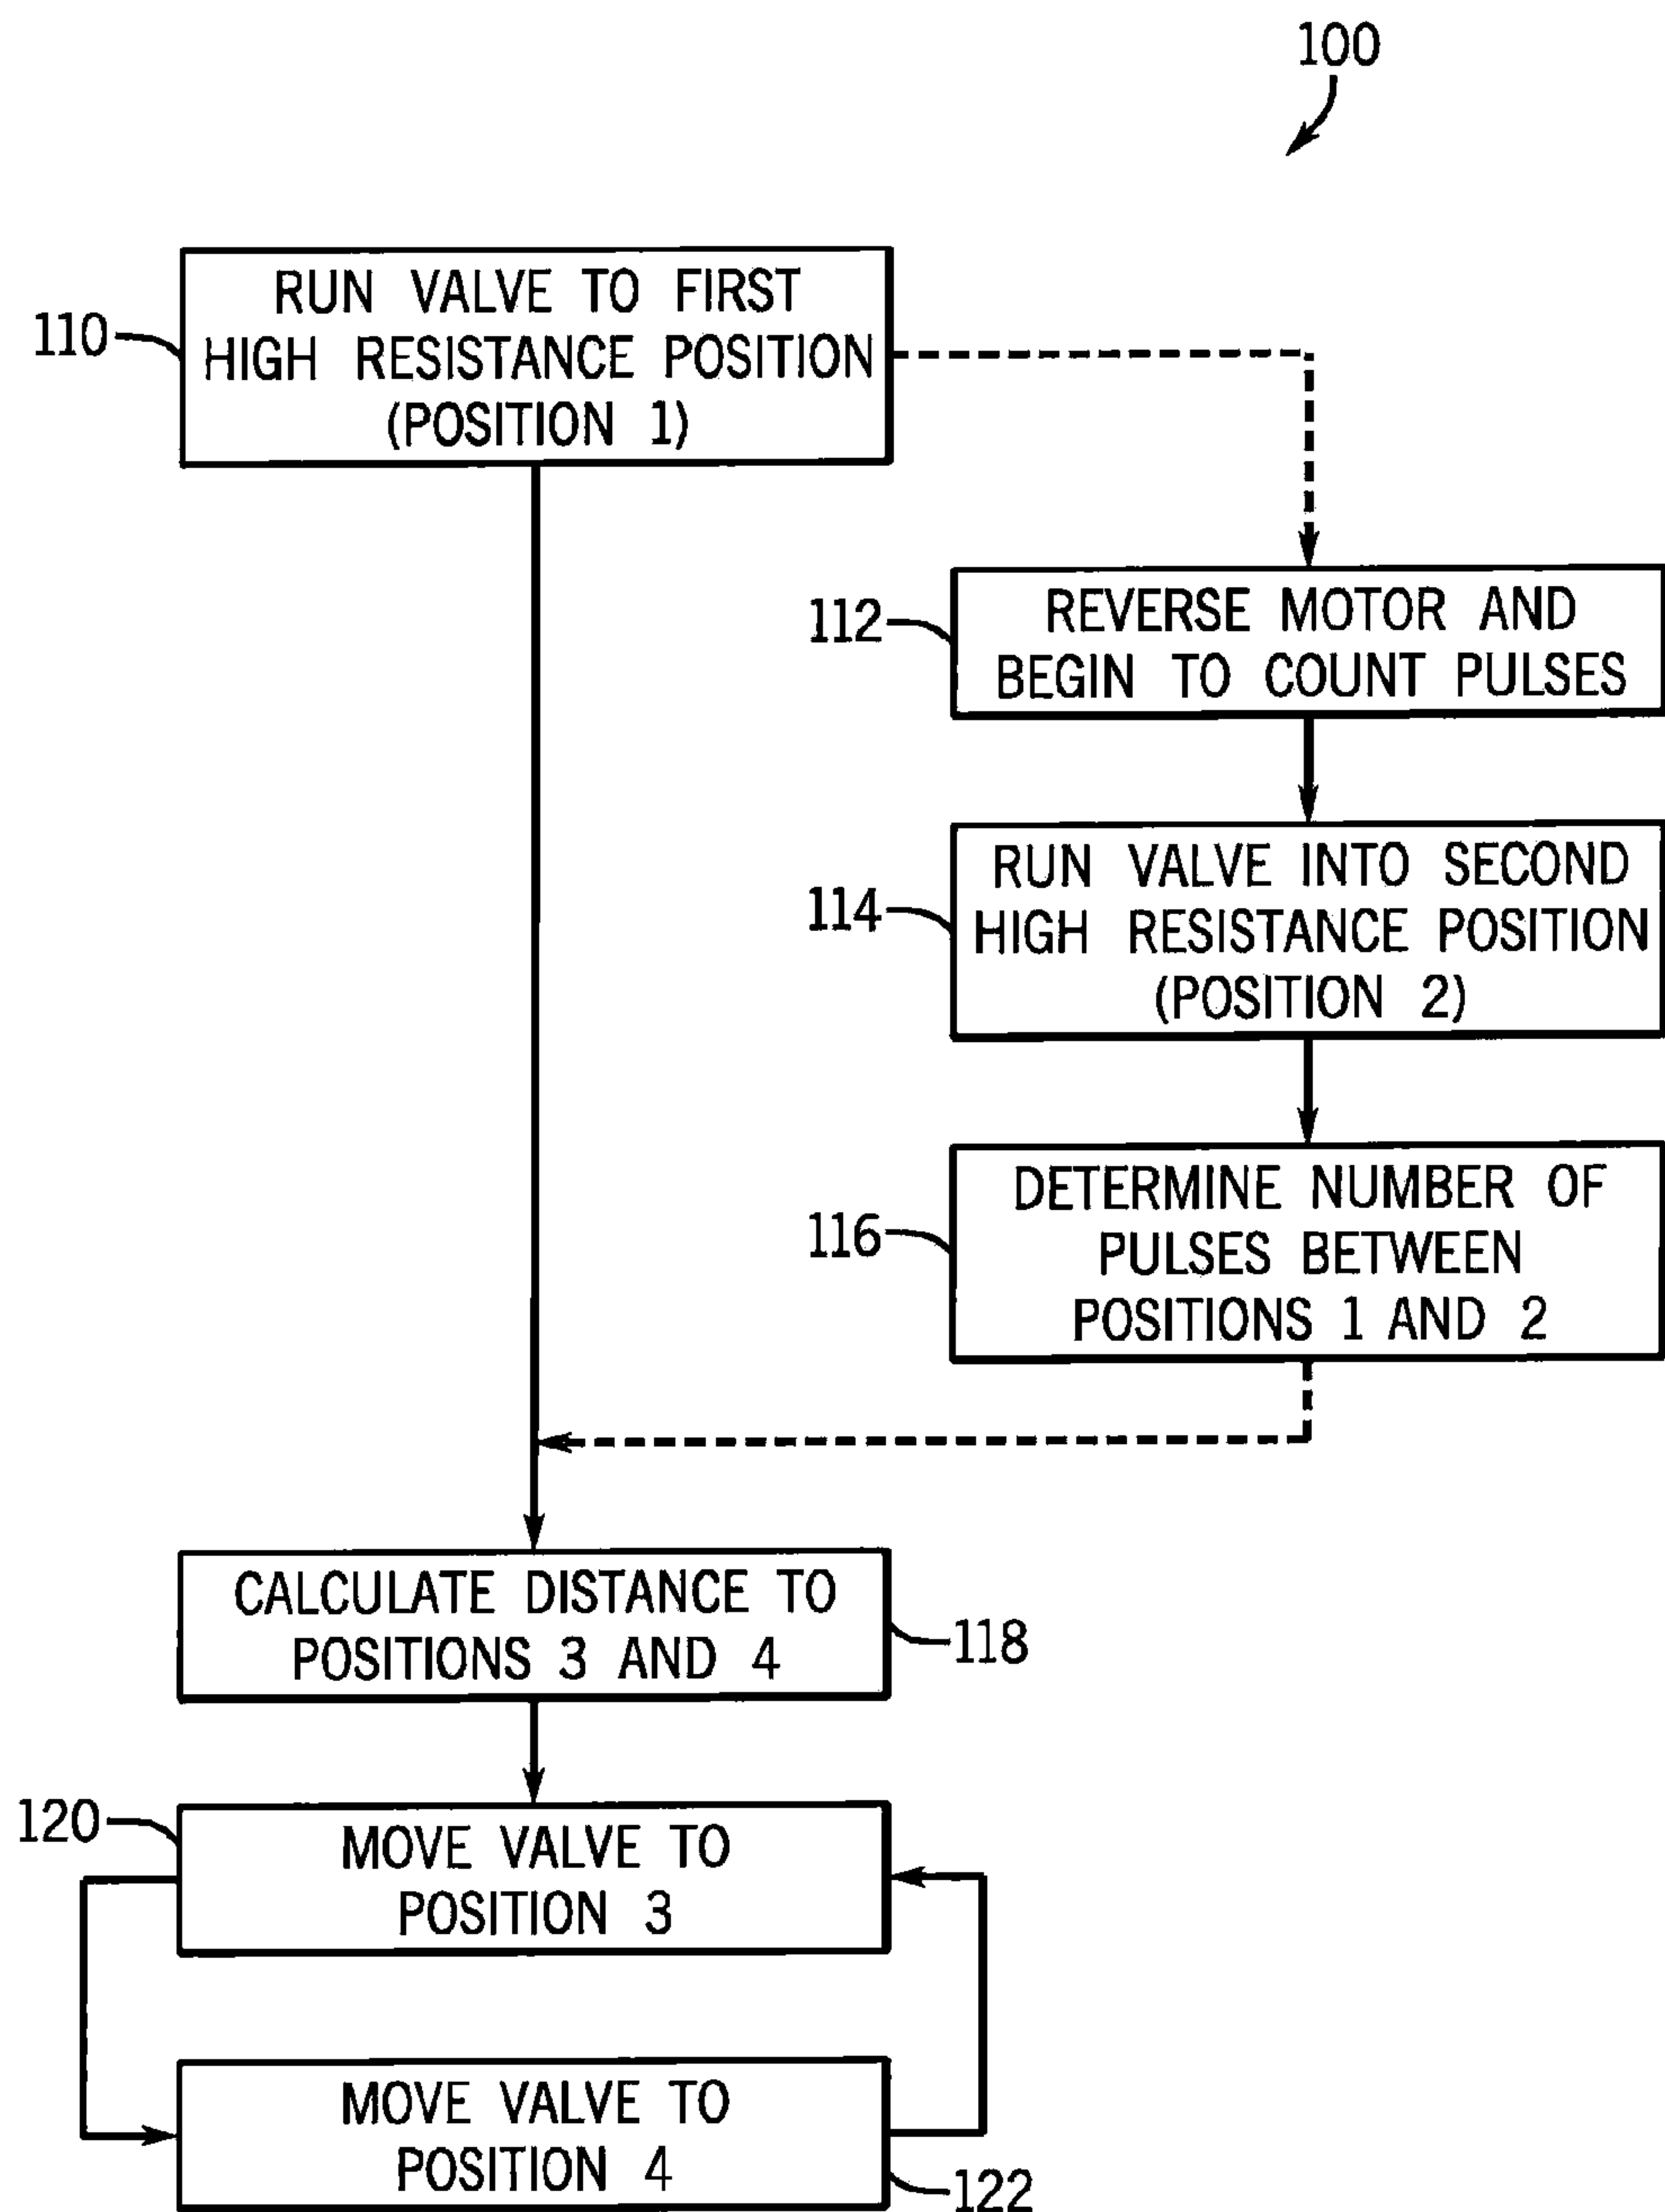 100
110
RUN VALVE TO FIRST
HIGH RESISTANCE POSITION
(POSITION 1)
112
REVERSE MOTOR AND
BEGIN TO COUNT PULSES
114
RUN VALVE INTO SECOND
HIGH RESISTANCE POSITION
(POSITION 2)
116
DETERMINE NUMBER OF
PULSES BETWEEN
POSITIONS 1 AND 2
CALCULATE DISTANCE TO
POSITIONS 3 AND 4
118
120
MOVE VALVE TO
POSITION 3
MOVE VALVE TO
POSITION 4
122